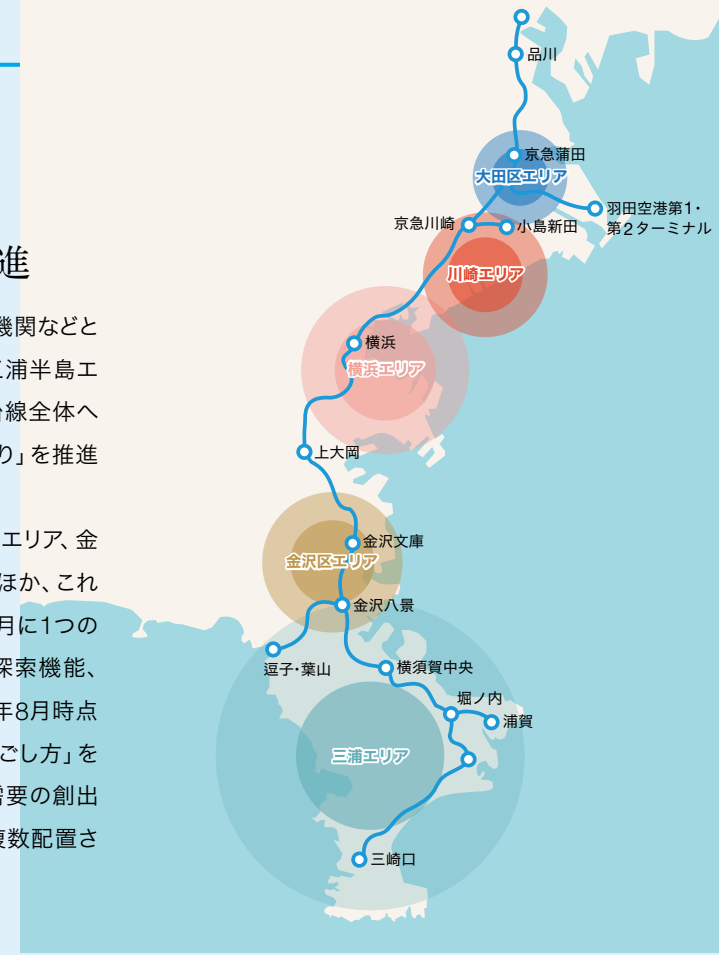 進
機関などと
浦半島エ
沿線全体へ
り」を推進
エリア、金
ほか、これ
月に1つの
探索機能、
年8月時点
ごし方」を
需要の創出
複数配置さ
品川
京急蒲田
大田区エリア
羽田空港第1・
第2ターミナル
京急川崎
小島新田
川崎エリア
横浜
横浜エリア
上大岡
金沢文庫
金沢区エリア
金沢八景
逗子・葉山
横須賀中央
堀ノ内
浦賀
三浦エリア
三崎口